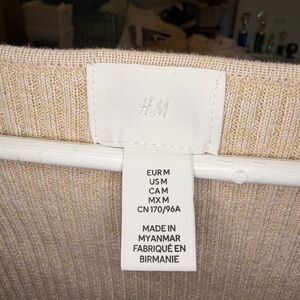 H&M
EUR M
US M
CA M
MX M
CN 170/96A
MADE IN
MYANMAR
FABRIQUÉ EN
BIRMANIE